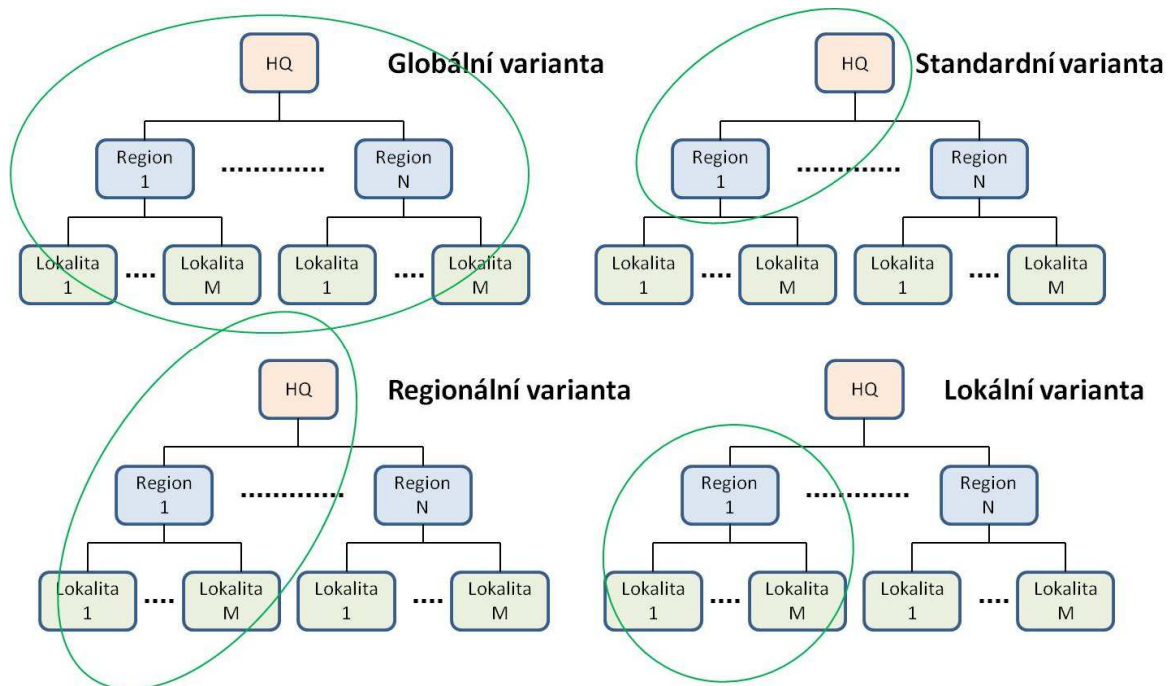 HQ
Globální varianta
Region
1
.............
Region
N
Lokalita
1
....
Lokalita
M
Lokalita
1
....
Lokalita
M
HQ
Standardní varianta
Region
1
.............
Region
N
Lokalita
1
....
Lokalita
M
Lokalita
1
....
Lokalita
M
HQ
Regionální varianta
Region
1
.............
Region
N
Lokalita
1
....
Lokalita
M
Lokalita
1
....
Lokalita
M
HQ
Lokální varianta
Region
1
.............
Region
N
Lokalita
1
....
Lokalita
M
Lokalita
1
....
Lokalita
M